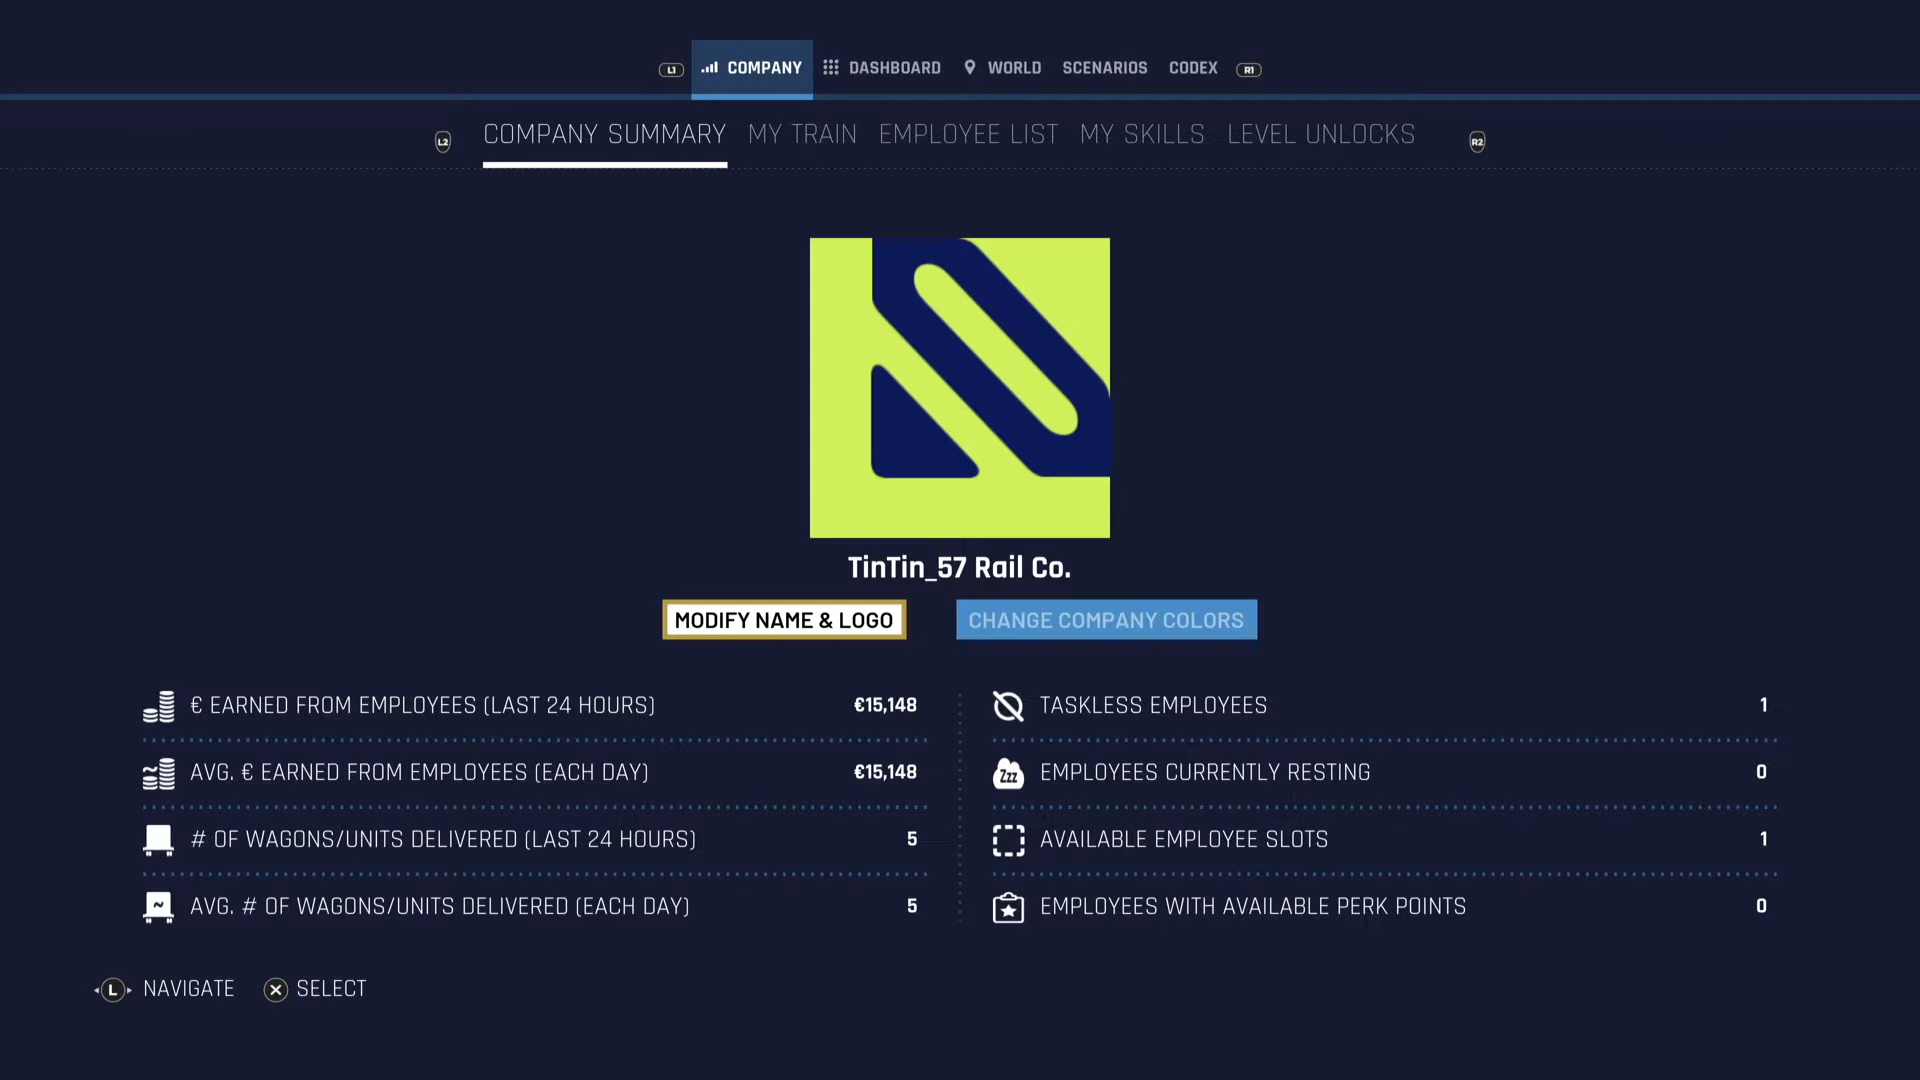 L1 COMPANY DASHBOARD WORLD SCENARIOS CODEX R1
L2 COMPANY SUMMARY MY TRAIN EMPLOYEE LIST MY SKILLS LEVEL UNLOCKS R2
TinTin_57 Rail Co.
MODIFY NAME & LOGO CHANGE COMPANY COLORS
€ EARNED FROM EMPLOYEES (LAST 24 HOURS) €15,148
AVG. € EARNED FROM EMPLOYEES (EACH DAY) €15,148
# OF WAGONS/UNITS DELIVERED (LAST 24 HOURS) 5
AVG. # OF WAGONS/UNITS DELIVERED (EACH DAY) 5
TASKLESS EMPLOYEES 1
Zzz EMPLOYEES CURRENTLY RESTING 0
AVAILABLE EMPLOYEE SLOTS 1
EMPLOYEES WITH AVAILABLE PERK POINTS 0
L NAVIGATE SELECT